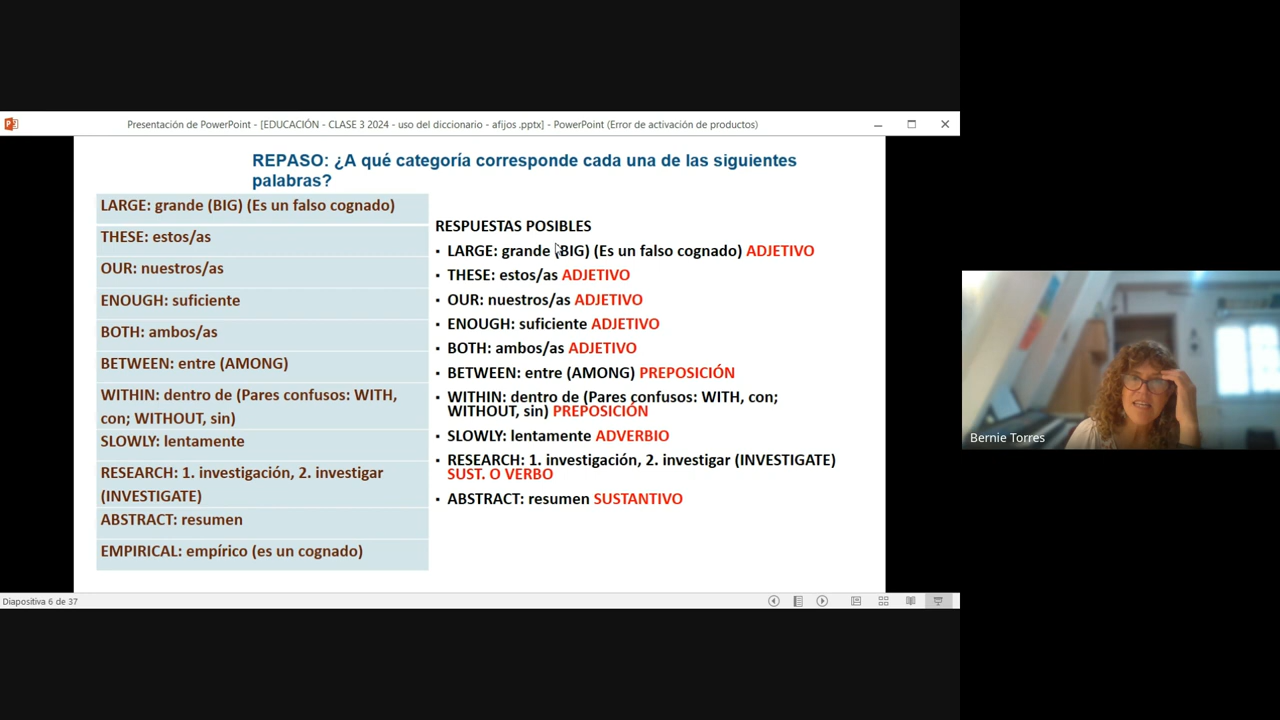 Presentación de PowerPoint - [EDUCACIÓN - CLASE 3 2024 - uso del diccionario - afijos .pptx] - PowerPoint (Error de activación de productos)
REPASO: ¿A qué categoría corresponde cada una de las siguientes
palabras?
LARGE: grande (BIG) (Es un falso cognado)
THESE: estos/as
OUR: nuestros/as
ENOUGH: suficiente
BOTH: ambos/as
BETWEEN: entre (AMONG)
WITHIN: dentro de (Pares confusos: WITH,
con; WITHOUT, sin)
SLOWLY: lentamente
RESEARCH: 1. investigación, 2. investigar
(INVESTIGATE)
ABSTRACT: resumen
EMPIRICAL: empírico (es un cognado)
RESPUESTAS POSIBLES
▪ LARGE: grande (BIG) (Es un falso cognado) ADJETIVO
▪ THESE: estos/as ADJETIVO
▪ OUR: nuestros/as ADJETIVO
▪ ENOUGH: suficiente ADJETIVO
▪ BOTH: ambos/as ADJETIVO
▪ BETWEEN: entre (AMONG) PREPOSICIÓN
▪ WITHIN: dentro de (Pares confusos: WITH, con;
WITHOUT, sin) PREPOSICIÓN
▪ SLOWLY: lentamente ADVERBIO
▪ RESEARCH: 1. investigación, 2. investigar (INVESTIGATE)
SUST. O VERBO
▪ ABSTRACT: resumen SUSTANTIVO
Bernie Torres
Diapositiva 6 de 37